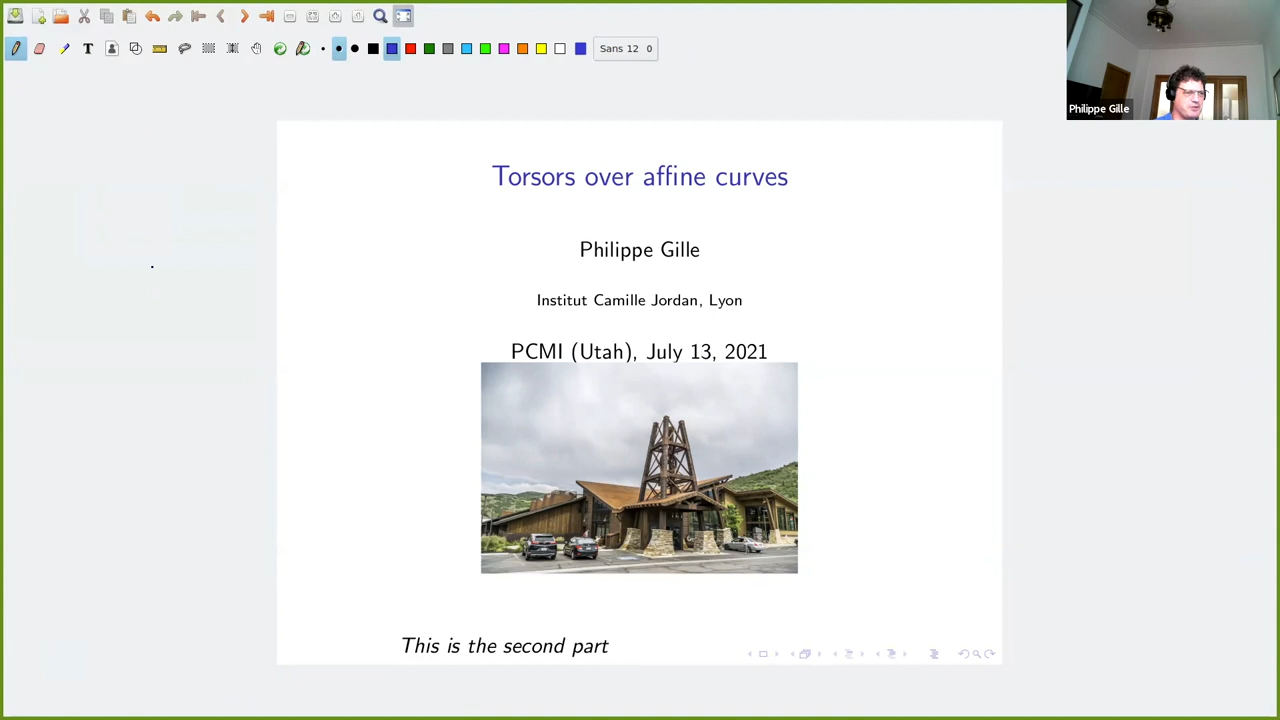 T
Sans 12 0
Philippe Gille
Torsors over affine curves
Philippe Gille
Institut Camille Jordan, Lyon
PCMI (Utah), July 13, 2021
This is the second part